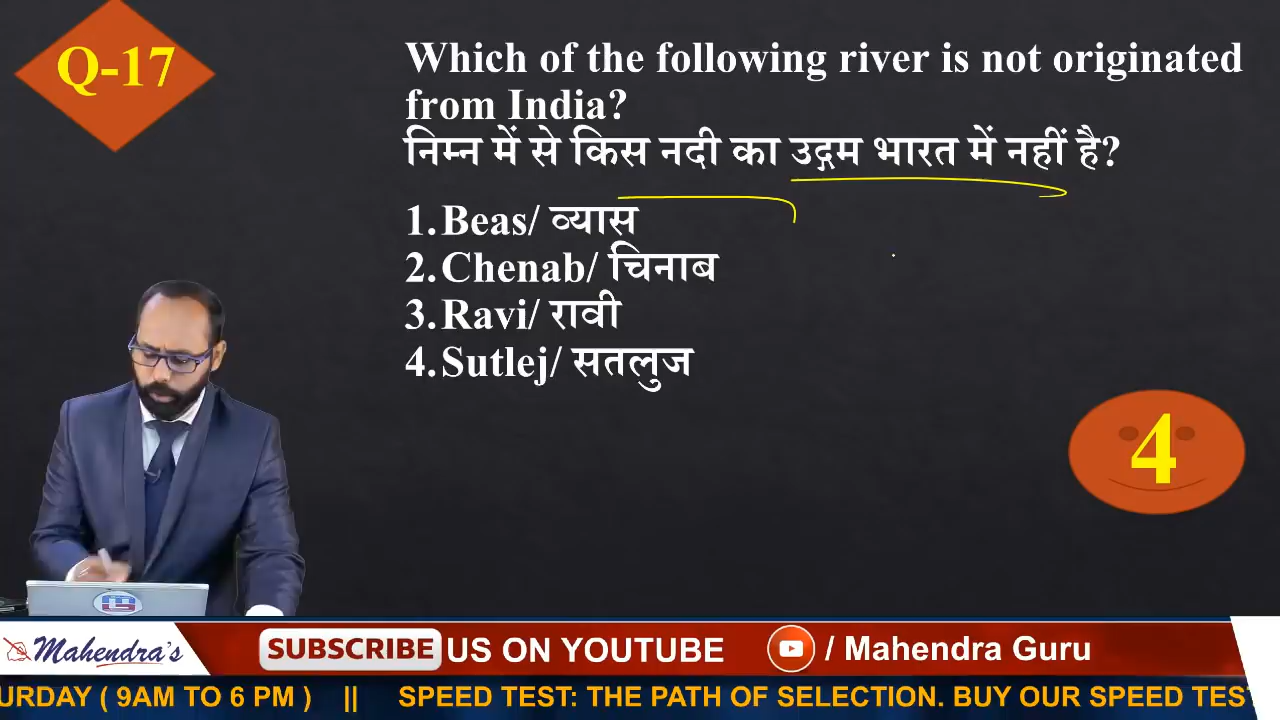 Q-17
Which of the following river is not originated
from India?
निम्न में से किस नदी का उद्गम भारत में नहीं है?
1. Beas/ व्यास
2. Chenab/ चिनाब
3. Ravi/ रावी
4. Sutlej/ सतलुज
4
Mahendra's
SUBSCRIBE US ON YOUTUBE
/ Mahendra Guru
URDAY ( 9AM TO 6 PM ) || SPEED TEST: THE PATH OF SELECTION. BUY OUR SPEED TES